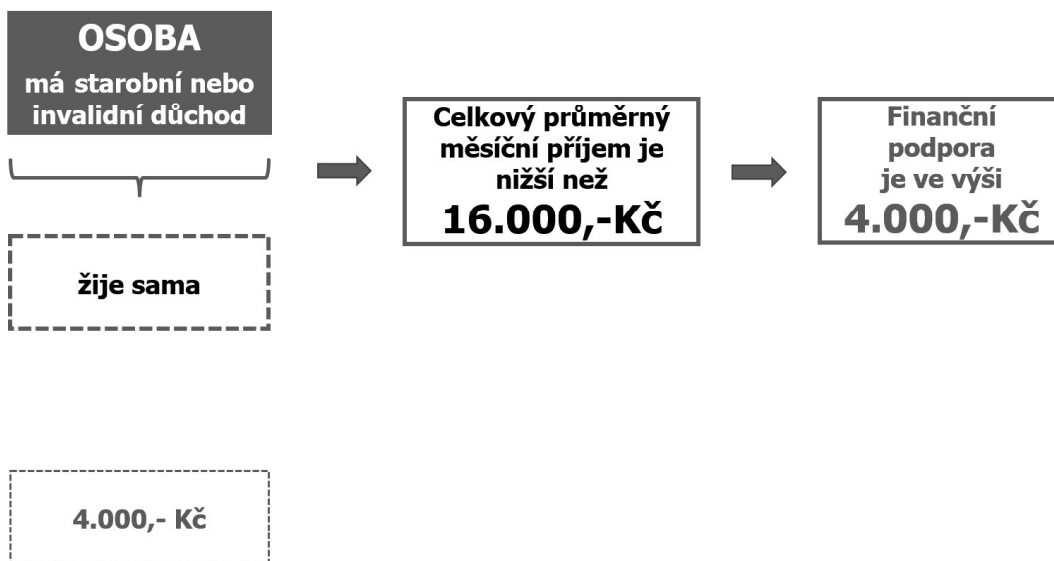 OSOBA
má starobní nebo
invalidní důchod
žije sama
Celkový průměrný
měsíční příjem je
nižší než
16.000,-Kč
Finanční
podpora
je ve výši
4.000,-Kč
4.000,- Kč